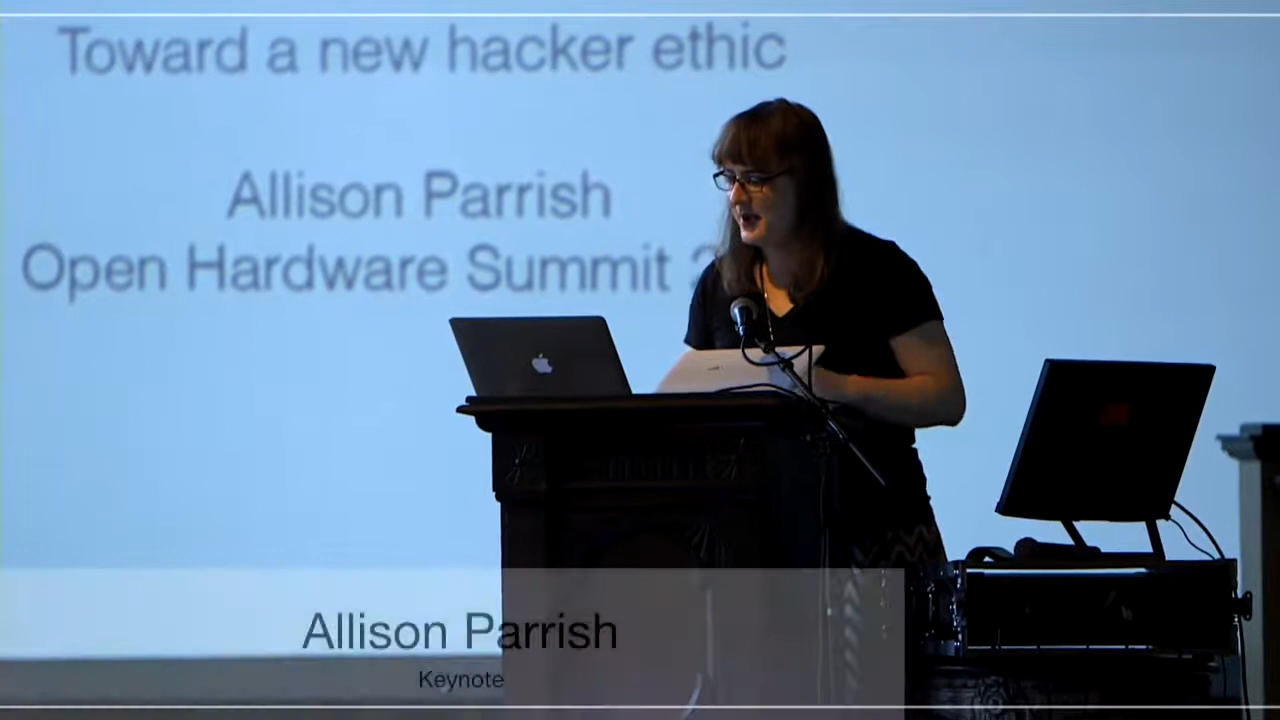 Toward a new hacker ethic
Allison Parrish
Open Hardware Summit
Allison Parrish
Keynote